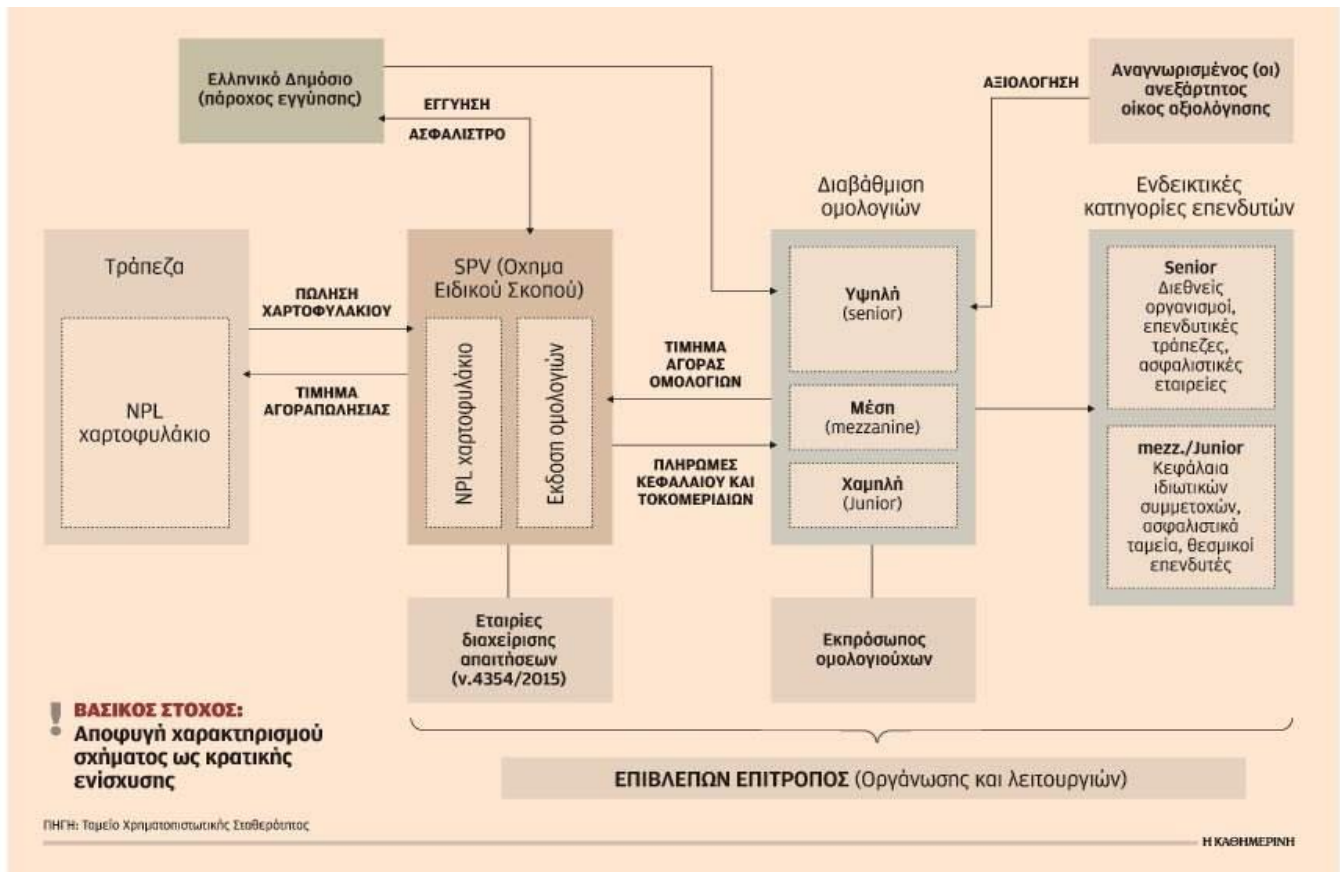 Ελληνικό Δημόσιο
(πάροχος εγγύησης)
ΕΓΓΥΗΣΗ
ΑΣΦΑΛΙΣΤΡΟ
ΑΞΙΟΛΟΓΗΣΗ
Αναγνωρισμένος (οι)
ανεξάρτητος
οίκος αξιολόγησης
Τράπεζα
NPL
χαρτοφυλάκιο
ΠΩΛΗΣΗ
ΧΑΡΤΟΦΥΛΑΚΙΟΥ
ΤΙΜΗΜΑ
ΑΓΟΡΑΠΩΛΗΣΙΑΣ
SPV (Οχημα
Ειδικού Σκοπού)
NPL χαρτοφυλάκιο
Εκδοση ομολογιών
ΤΙΜΗΜΑ
ΑΓΟΡΑΣ
ΟΜΟΛΟΓΙΩΝ
ΠΛΗΡΩΜΕΣ
ΚΕΦΑΛΑΙΟΥ ΚΑΙ
ΤΟΚΟΜΕΡΙΔΙΩΝ
Διαβάθμιση
ομολογιών
Υψηλή
(senior)
Μέση
(mezzanine)
Χαμηλή
(Junior)
Ενδεικτικές
κατηγορίες επενδυτών
Senior
Διεθνείς
οργανισμοί,
επενδυτικές
τράπεζες,
ασφαλιστικές
εταιρείες
mezz./Junior
Κεφάλαια
ιδιωτικών
συμμετοχών,
ασφαλιστικά
ταμεία, θεσμικοί
επενδυτές
Εταιρίες
διαχείρισης
απαιτήσεων
(ν.4354/2015)
Εκπρόσωπος
ομολογιούχων
! ΒΑΣΙΚΟΣ ΣΤΟΧΟΣ:
Αποφυγή χαρακτηρισμού
σχήματος ως κρατικής
ενίσχυσης
ΕΠΙΒΛΕΠΩΝ ΕΠΙΤΡΟΠΟΣ (Οργάνωσης και λειτουργιών)
ΠΗΓΗ: Ταμείο Χρηματοπιστωτικής Σταθερότητος
Η ΚΑΘΗΜΕΡΙΝΗ